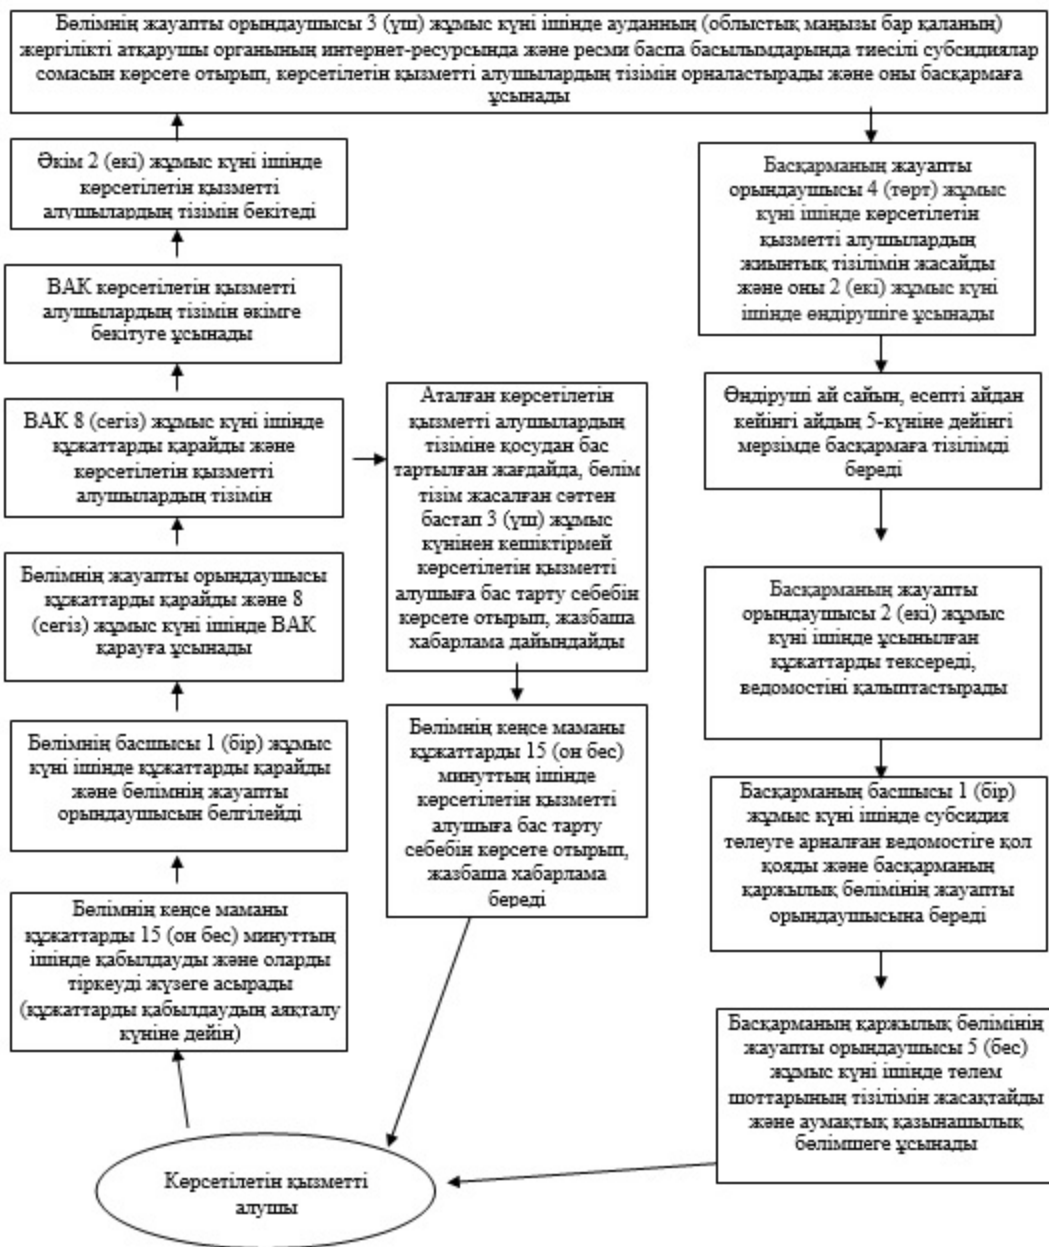 Бөлімнің жауапты орындаушысы 3 (үш) жұмыс күні ішінде ауданның (облыстық маңызы бар қаланың)
жергілікті атқарушы органының интернет-ресурсында және ресми баспа басылымдарында тиесілі субсидиялар
сомасын көрсете отырып, көрсетілетін қызметті алушылардың тізімін орналастырады және оны басқармаға
ұсынады
Әкім 2 (екі) жұмыс күні ішінде
көрсетілетін қызметті
алушылардың тізімін бекітеді
ВАК көрсетілетін қызметті
алушылардың тізімін әкімге
бекітуге ұсынады
ВАК 8 (сегіз) жұмыс күні ішінде
құжаттарды қарайды және
көрсетілетін қызметті
алушылардың тізімін
Бөлімнің жауапты орындаушысы
құжаттарды қарайды және 8
(сегіз) жұмыс күні ішінде ВАК
қарауға ұсынады
Бөлімнің басшысы 1 (бір) жұмыс
күні ішінде құжаттарды қарайды
және бөлімнің жауапты
орындаушысын белгілейді
Бөлімнің кеңсе маманы
құжаттарды 15 (он бес) минуттың
ішінде қабылдауды және оларды
тіркеуді жүзеге асырады
(құжаттарды қабылдаудың аяқталу
күніне дейін)
Аталған көрсетілетін
қызметті алушылардың
тізіміне қосудан бас
тартылған жағдайда, бөлім
тізім жасалған сәттен
бастап 3 (үш) жұмыс
күнінен кешіктірмей
көрсетілетін қызметті
алушыға бас тарту себебін
көрсете отырып, жазбаша
хабарлама дайындайды
Бөлімнің кеңсе маманы
құжаттарды 15 (он бес)
минуттың ішінде
көрсетілетін қызметті
алушыға бас тарту
себебін көрсете отырып,
жазбаша хабарлама
береді
Басқарманың жауапты
орындаушысы 4 (төрт) жұмыс
күні ішінде көрсетілетін
қызметті алушылардың
жиынтық тізілімін жасайды
және оны 2 (екі) жұмыс күні
ішінде өндірушіге ұсынады
Өндіруші ай сайын, есепті айдан
кейінгі айдың 5-күніне дейінгі
мерзімде басқармаға тізілімді
береді
Басқарманың жауапты
орындаушысы 2 (екі) жұмыс
күні ішінде ұсынылған
құжаттарды тексереді,
ведомостіні қалыптастырады
Басқарманың басшысы 1 (бір)
жұмыс күні ішінде субсидия
төлеуге арналған ведомостіге қол
қояды және басқарманың
қаржылық бөлімінің жауапты
орындаушысына береді
Басқарманың қаржылық бөлімінің
жауапты орындаушысы 5 (бес)
жұмыс күні ішінде төлем
шоттарының тізілімін жасақтайды
және аумақтық қазынашылық
бөлімшеге ұсынады
Көрсетілетін қызметті
алушы